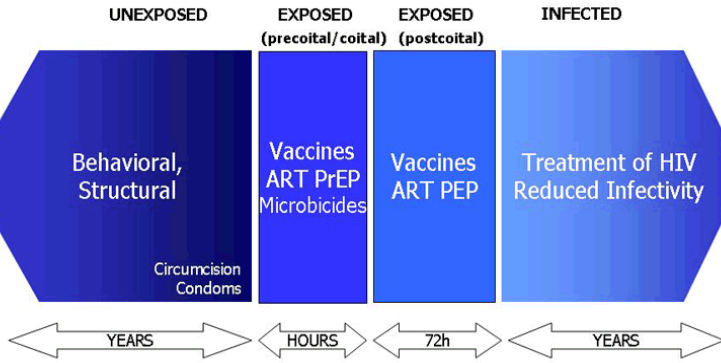 UNEXPOSED
EXPOSED
(precoital/coital)
EXPOSED
(postcoital)
INFECTED
Behavioral,
Structural
Circumcision
Condoms
Vaccines
ART PrEP
Microbicides
Vaccines
ART PEP
Treatment of HIV
Reduced Infectivity
YEARS
HOURS
72h
YEARS